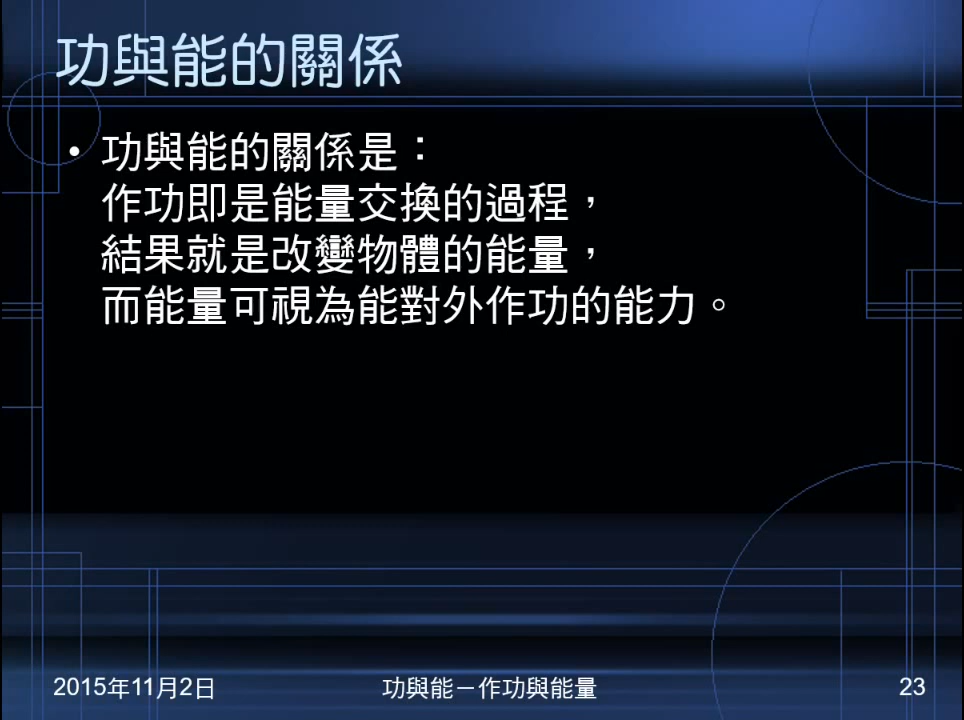 功與能的關係
• 功與能的關係是：
作功即是能量交換的過程，
結果就是改變物體的能量，
而能量可視為能對外作功的能力。
2015年11月2日
功與能－作功與能量
23